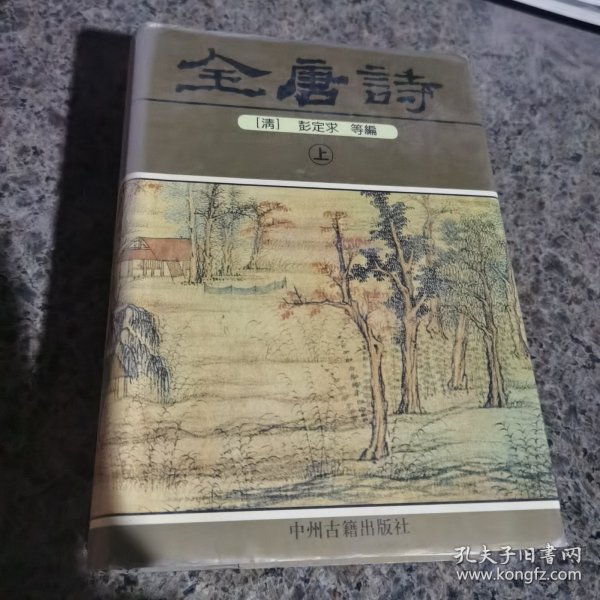 全唐詩
［清］ 彭定求 等編
上
中州古籍出版社
孔夫子旧書网
www.kongfz.com